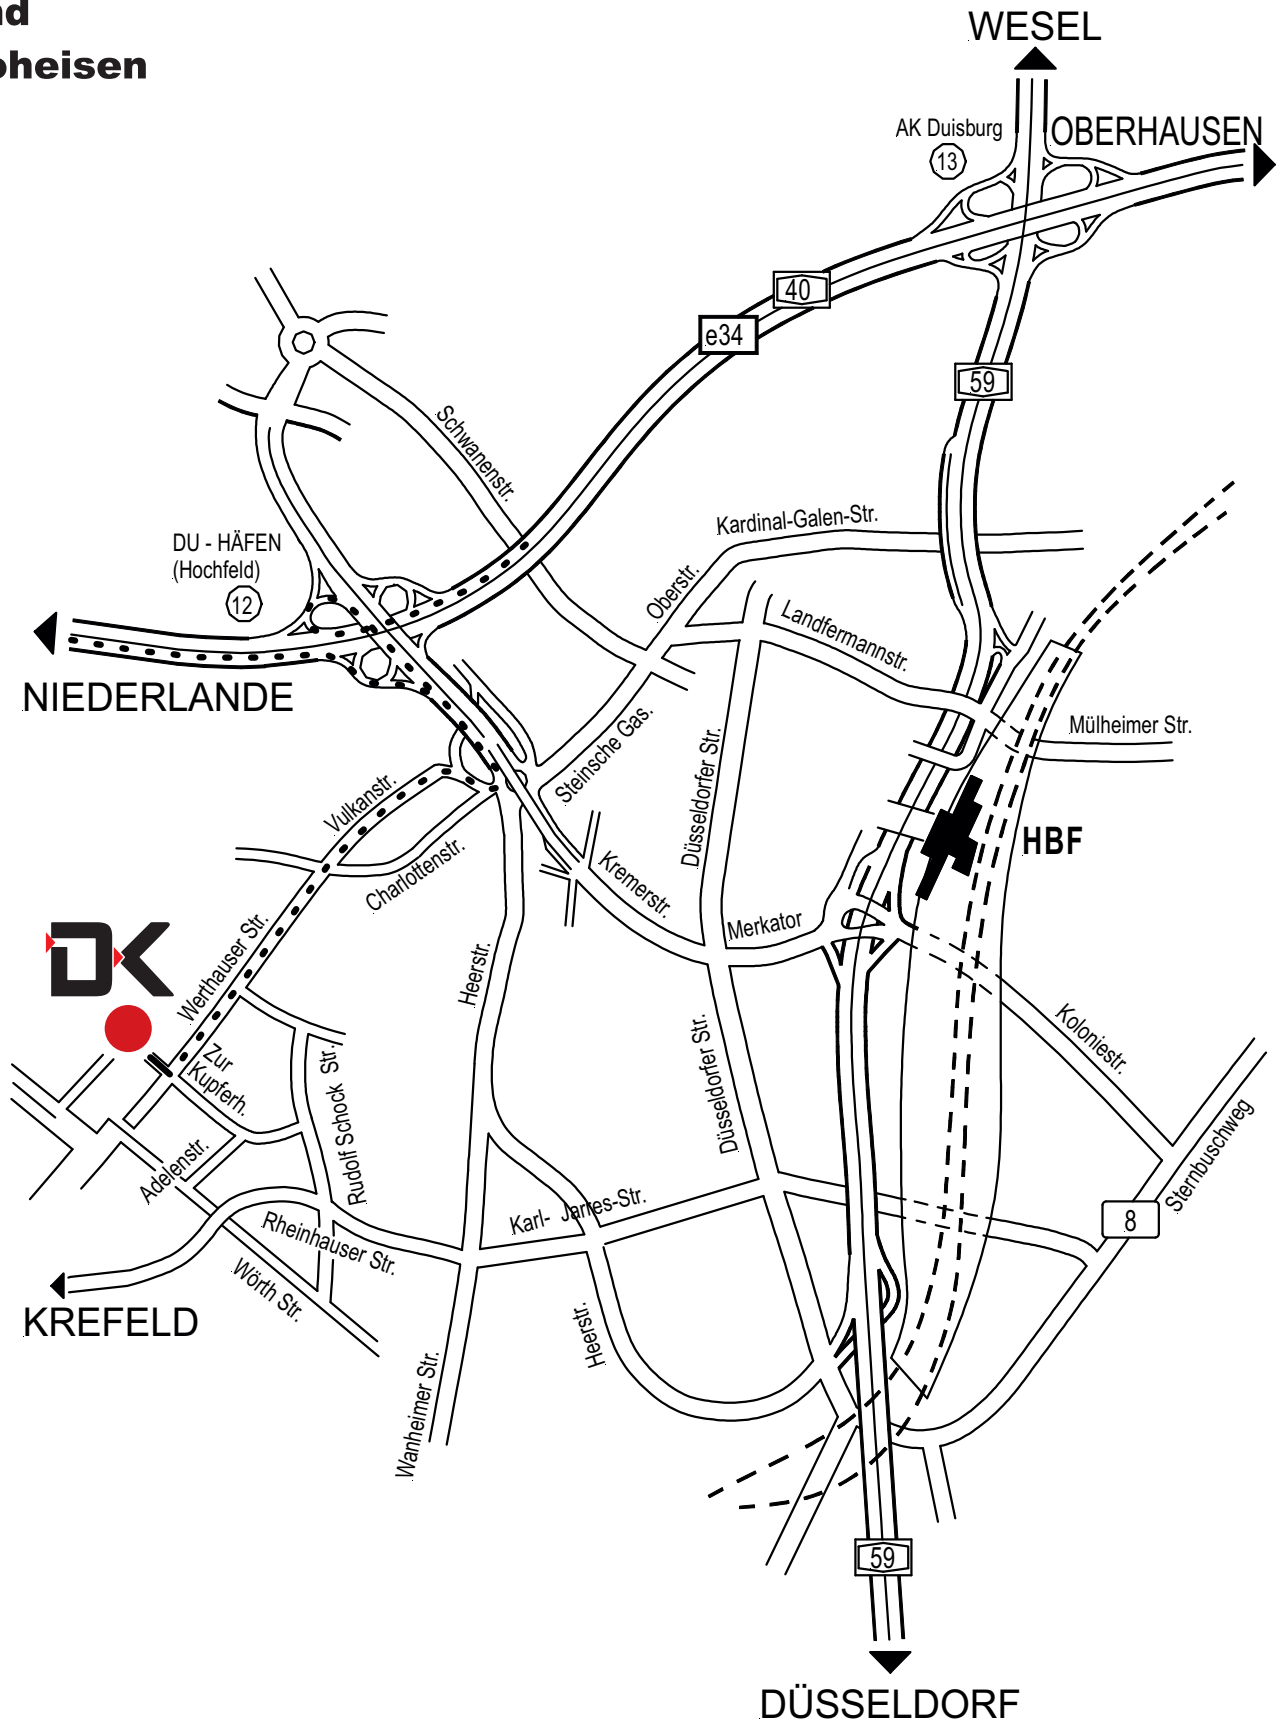 nd
oheisen
WESEL
AK Duisburg
13
OBERHAUSEN
40
e34
59
Schwanenstr.
DU - HÄFEN
(Hochfeld)
12
Kardinal-Galen-Str.
Oberstr.
Landfermannstr.
NIEDERLANDE
Mülheimer Str.
Steinsche Gas.
Düsseldorfer Str.
Vulkanstr.
HBF
Charlottenstr.
Kremerstr.
Merkator
DK
Werthauser Str.
Heerstr.
Koloniestr.
Zur
Kupferh.
Rudolf Schock Str.
Düsseldorfer Str.
Sternbuschweg
Adelenstr.
8
Karl- Jarres-Str.
Rheinhauser Str.
Wörth Str.
KREFELD
Heerstr.
Wanheimer Str.
59
DÜSSELDORF